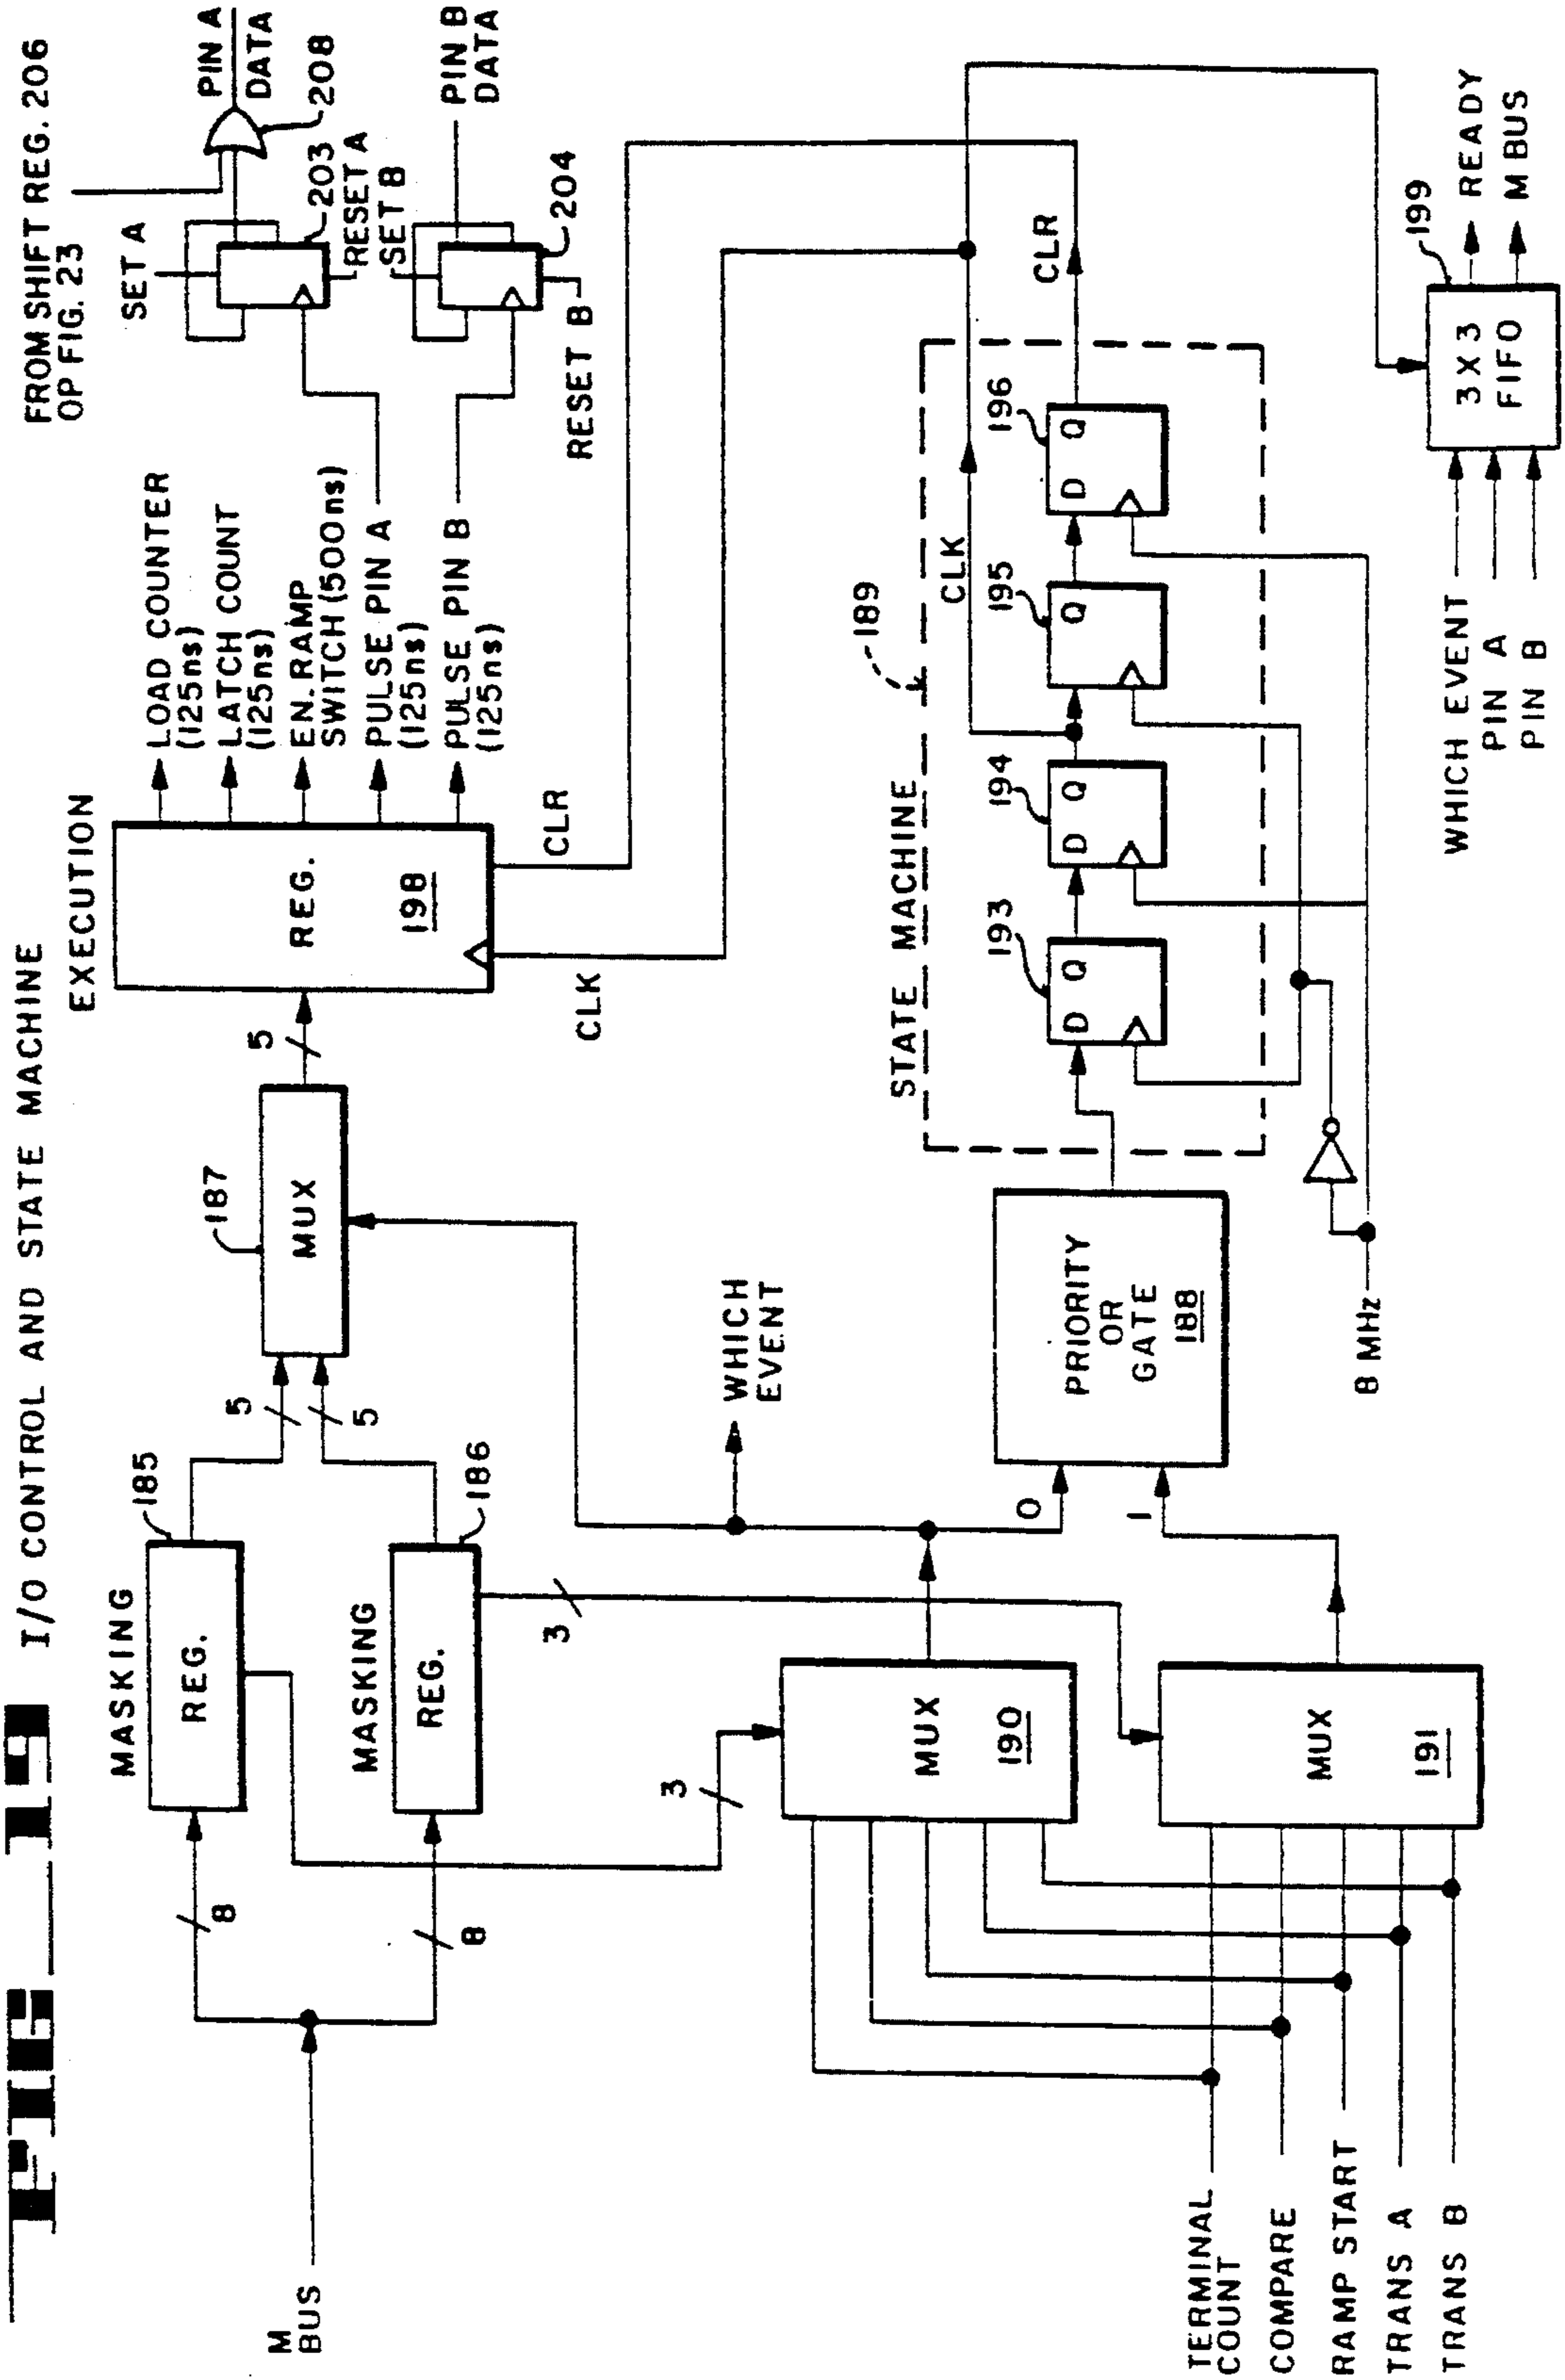 FIG 19 I/O CONTROL AND STATE MACHINE
M
BUS
8
8
MASKING
REG.
185
MASKING
REG.
186
5
5
187
MUX
5
EXECUTION
REG.
198
CLK
CLR
LOAD COUNTER
(125ns)
LATCH COUNT
(125ns)
EN. RAMP
SWITCH (500ns)
PULSE PIN A
(125ns)
PULSE PIN B
(125ns)
FROM SHIFT REG. 206
OP FIG. 23
SET A
203
RESET A
SET B
204
RESET B
PIN A
DATA
208
PIN B
DATA
3
3
WHICH
EVENT
MUX
190
MUX
191
0
1
PRIORITY
OR
GATE
188
8 MHz
STATE MACHINE
189
193
D Q
194
D Q
195
Q
196
D Q
CLK
CLR
TERMINAL
COUNT
COMPARE
RAMP START
TRANS A
TRANS B
WHICH EVENT
PIN A
PIN B
3 X 3
FIFO
199
READY
M BUS